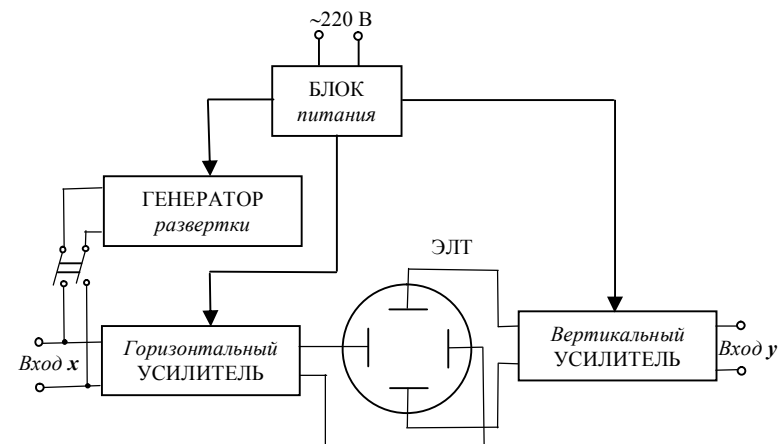 ~220 В
БЛОК
питания
ГЕНЕРАТОР
развертки
ЭЛТ
Горизонтальный
УСИЛИТЕЛЬ
Вертикальный
УСИЛИТЕЛЬ
Вход x
Вход y